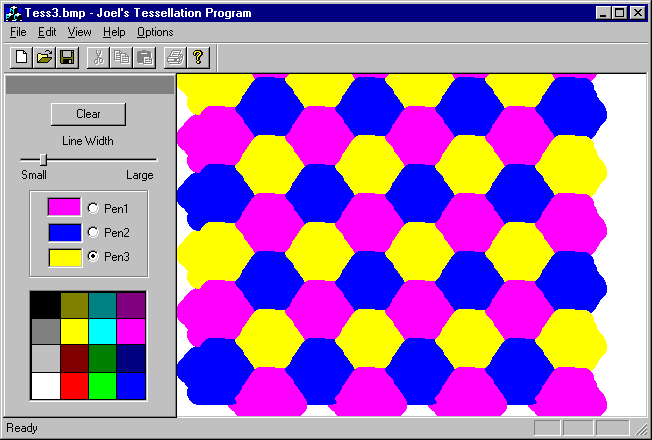 Tess3.bmp - Joel's Tessellation Program
File Edit View Help Options
Clear
Line Width
Small Large
Pen1
Pen2
Pen3
Ready